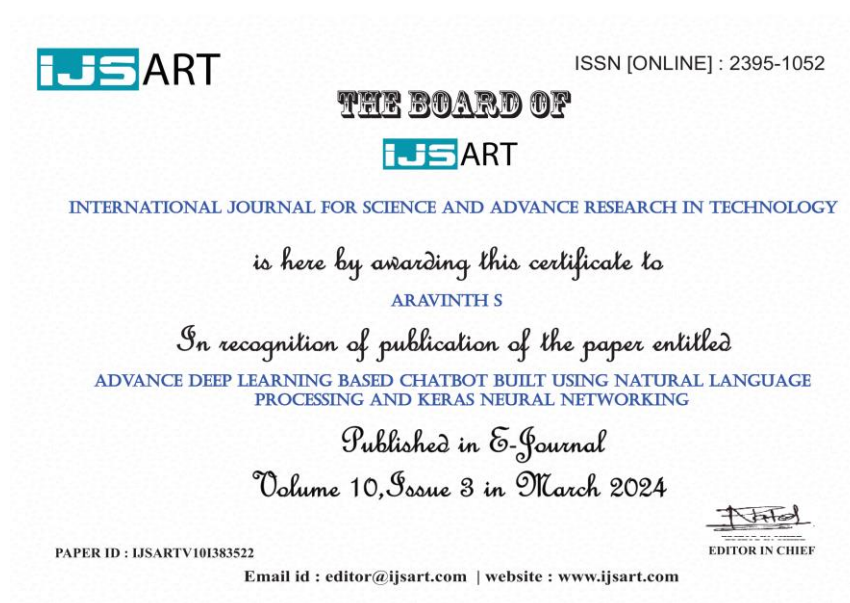 IJSART
ISSN [ONLINE] : 2395-1052
THE BOARD OF
IJSART
INTERNATIONAL JOURNAL FOR SCIENCE AND ADVANCE RESEARCH IN TECHNOLOGY
is here by awarding this certificate to
ARAVINTH S
In recognition of publication of the paper entitled
ADVANCE DEEP LEARNING BASED CHATBOT BUILT USING NATURAL LANGUAGE
PROCESSING AND KERAS NEURAL NETWORKING
Published in E-Journal
Volume 10,Issue 3 in March 2024
PAPER ID : IJSARTV10I383522
EDITOR IN CHIEF
Email id : editor@ijsart.com | website : www.ijsart.com